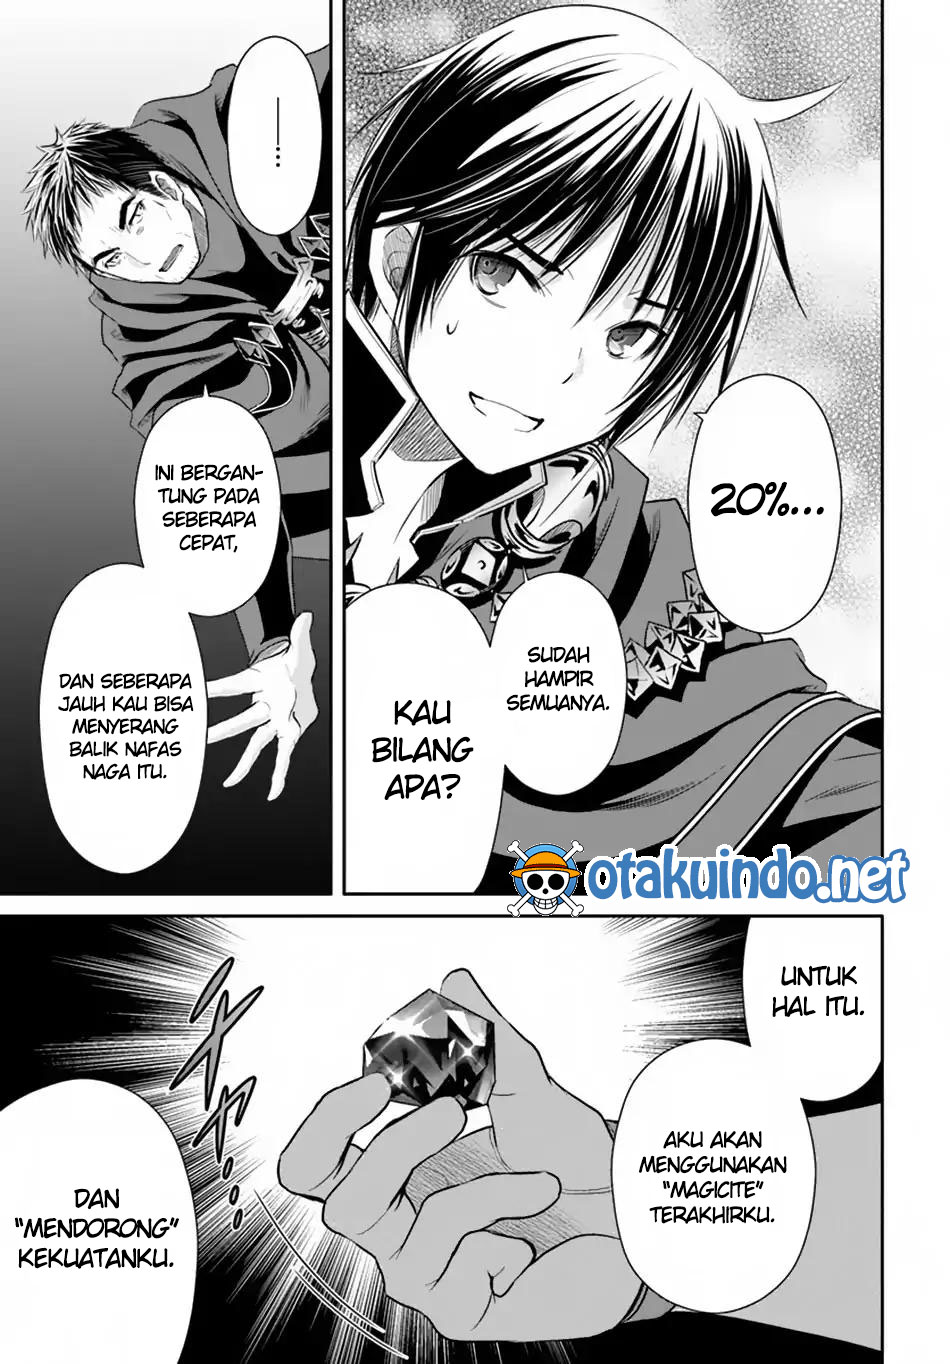 20%...
SUDAH
HAMPIR
SEMUANYA.
KAU
BILANG
APA?
―...
INI BERGAN-
TUNG PADA
SEBERAPA
CEPAT,
DAN SEBERAPA
JAUH KAU BISA
MENYERANG
BALIK NAFAS
NAGA ITU.
otakuindo.net
UNTUK
HAL ITU.
AKU AKAN
MENGGUNAKAN
"MAGICITE"
TERAKHIRKU.
DAN
"MENDORONG"
KEKUATANKU.